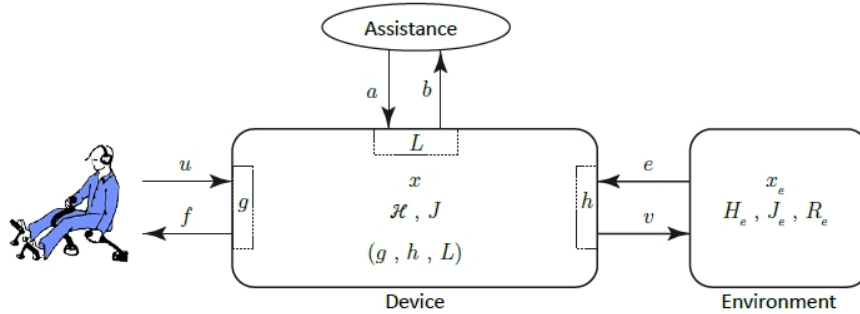 Assistance
a b
L
u x e x_e
g ℋ , J h H_e , J_e , R_e
f (g , h , L) v
Device Environment